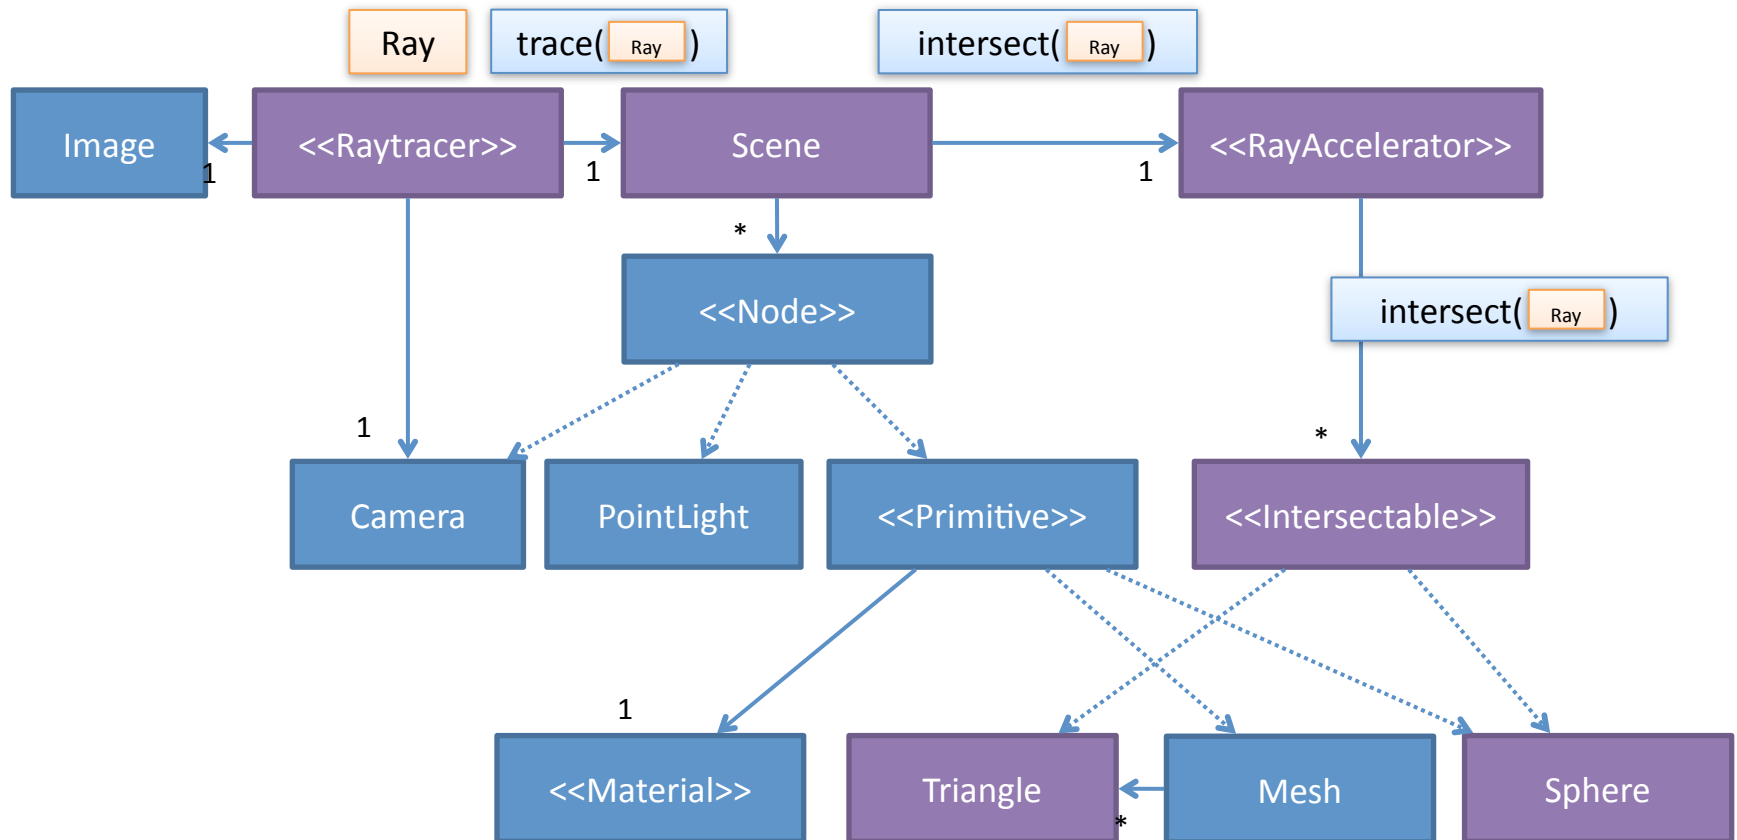 Ray
trace( Ray )
intersect( Ray )
Image
<<Raytracer>>
Scene
<<RayAccelerator>>
1
1
1
*
<<Node>>
intersect( Ray )
1
*
Camera
PointLight
<<Primitive>>
<<Intersectable>>
1
<<Material>>
Triangle
Mesh
Sphere
*